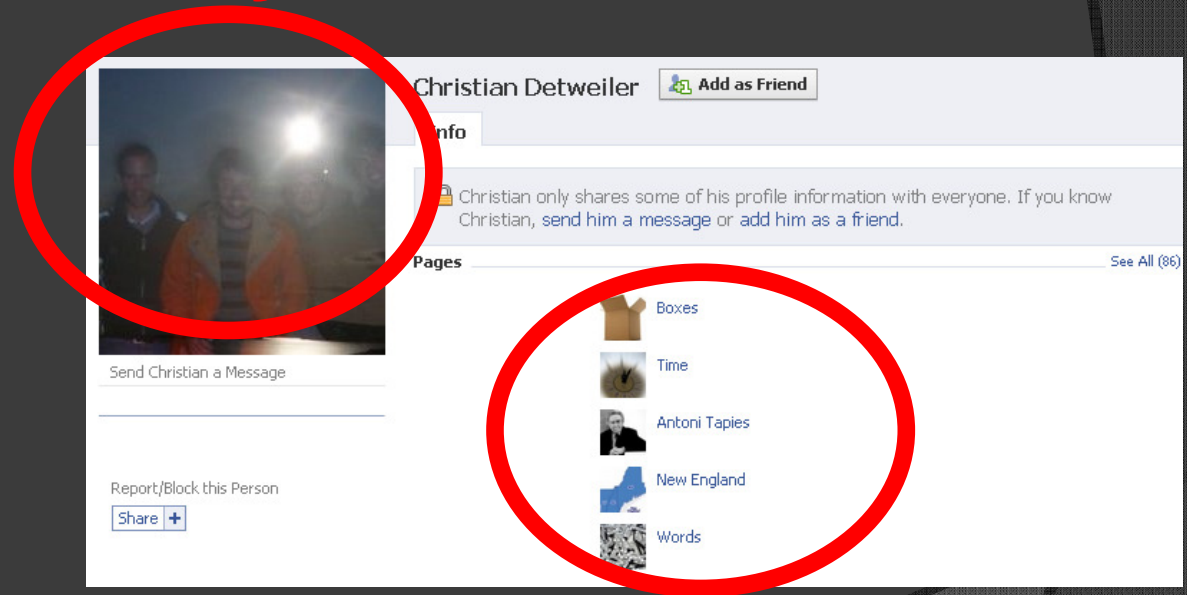 Christian Detweiler
Add as Friend
Info
Christian only shares some of his profile information with everyone. If you know
Christian, send him a message or add him as a friend.
Pages
See All (86)
Boxes
Time
Antoni Tapies
New England
Words
Send Christian a Message
Report/Block this Person
Share +